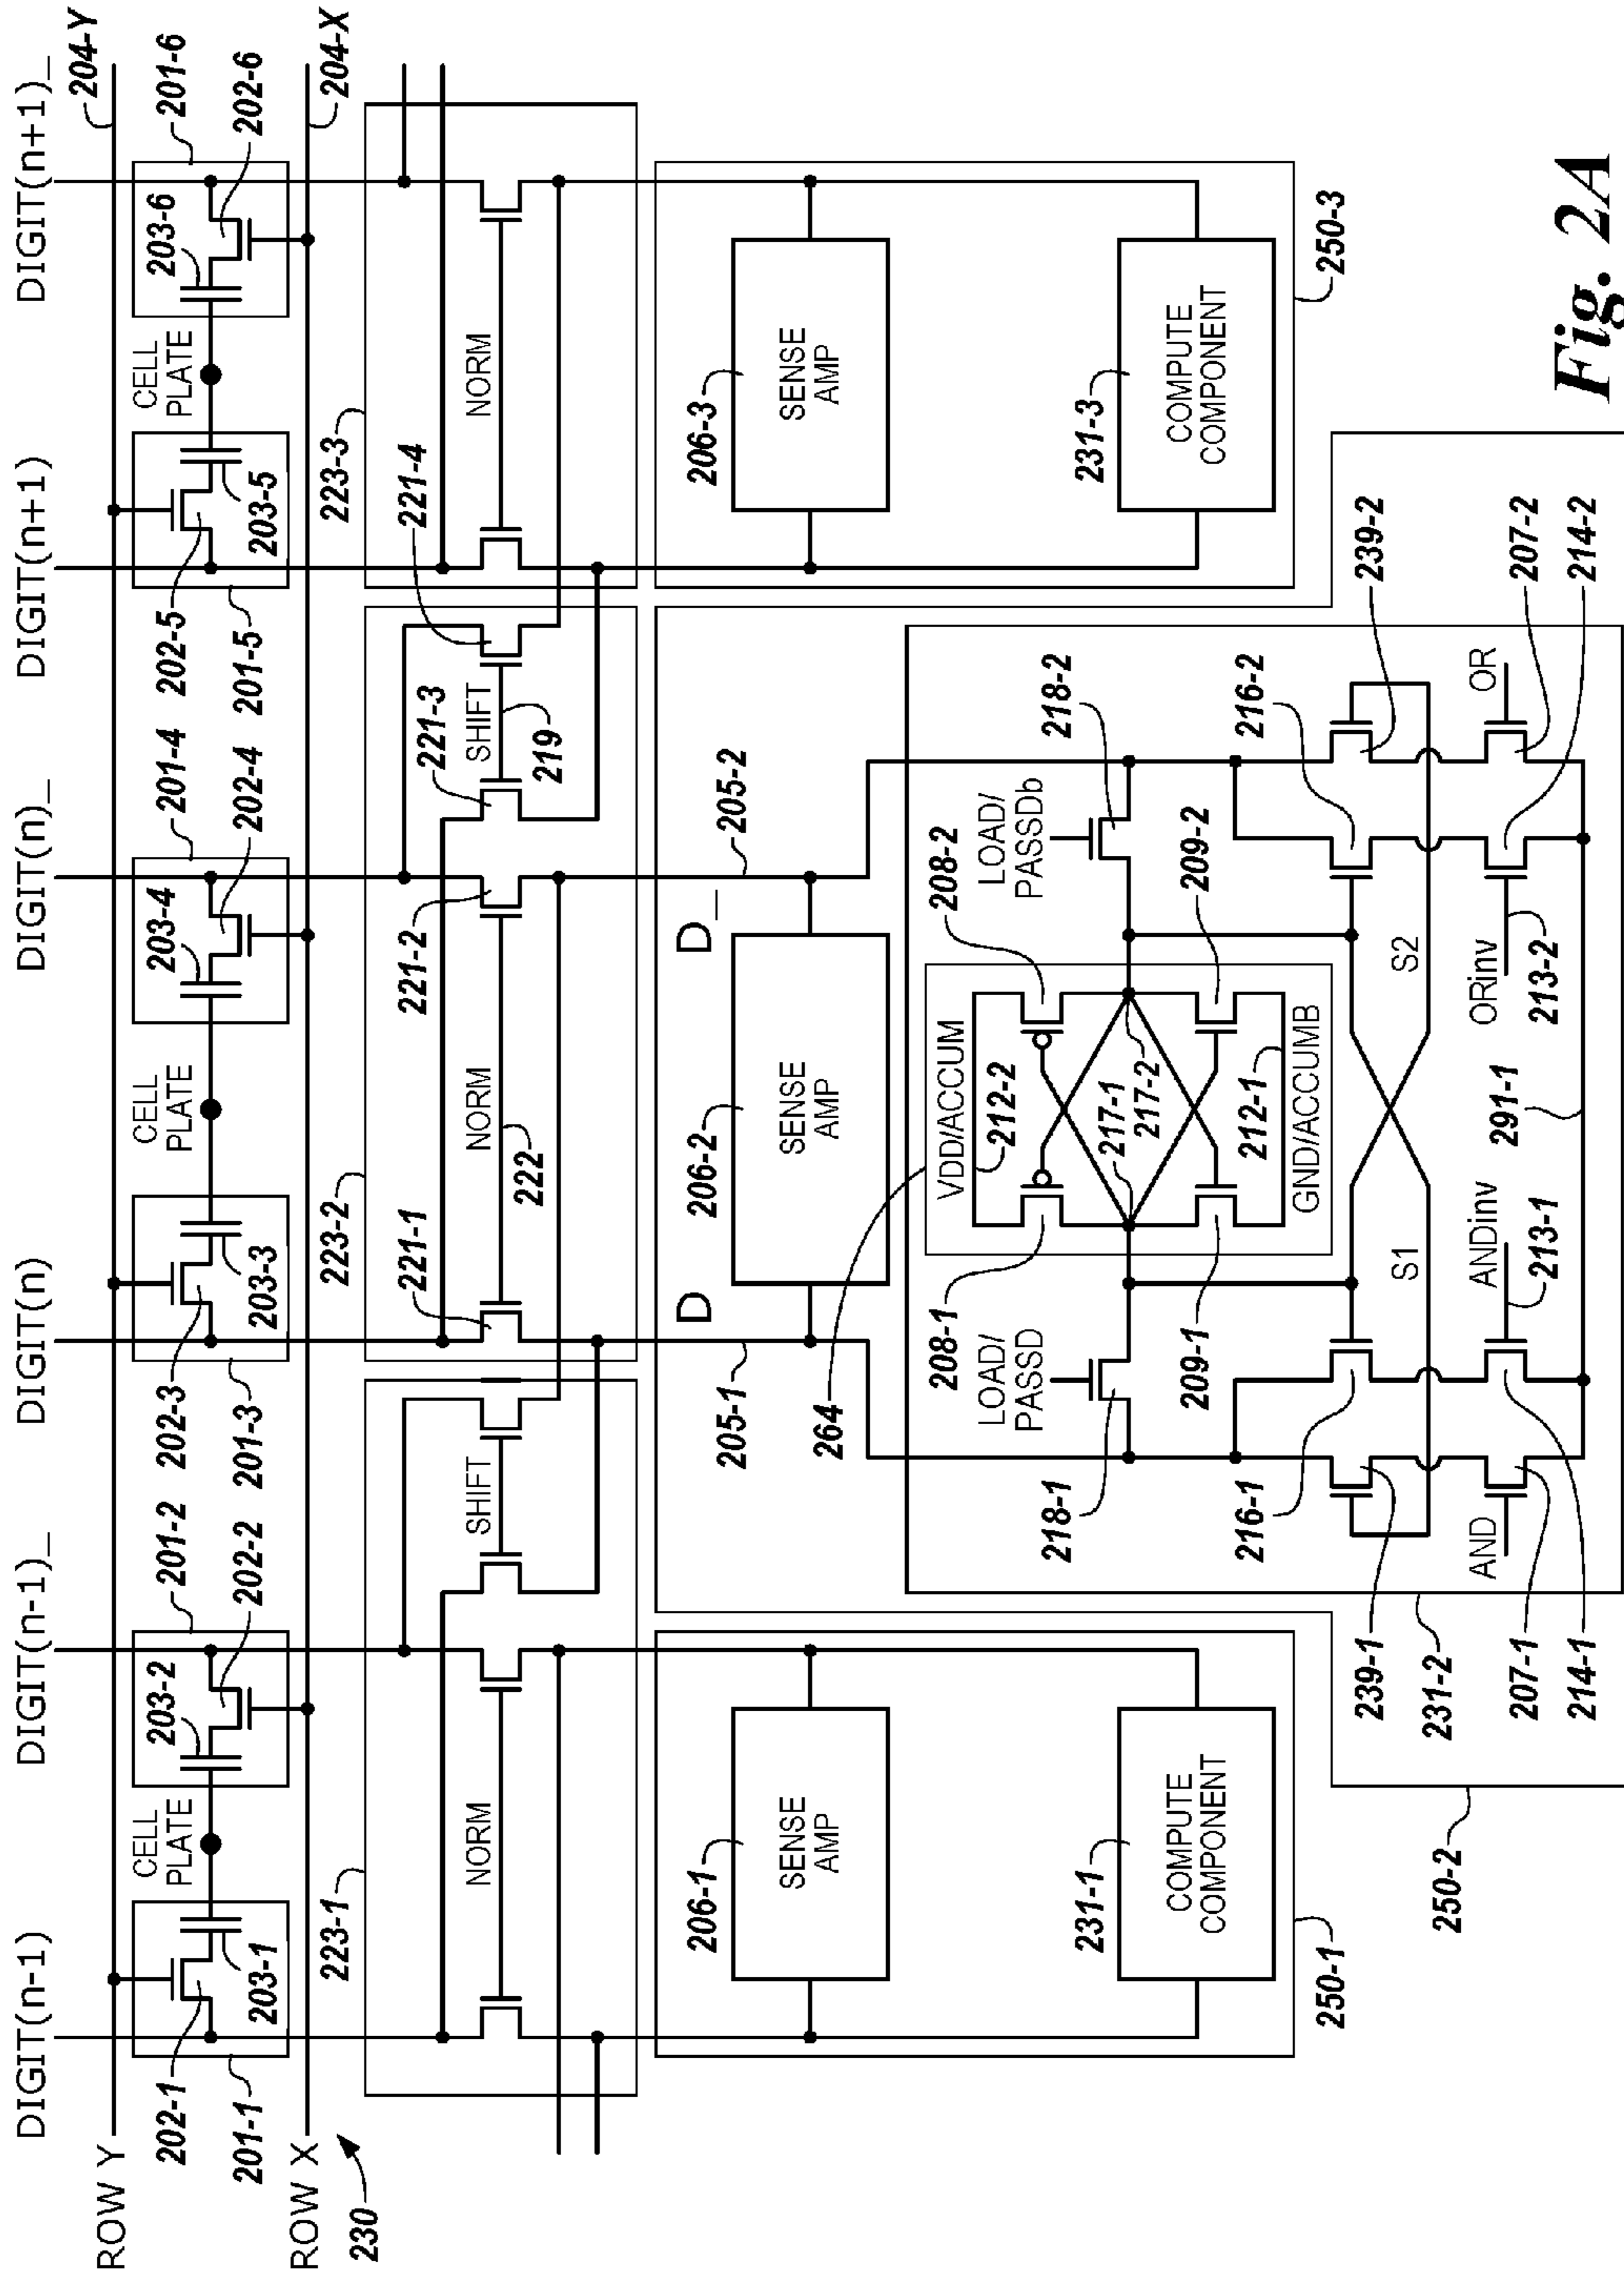 DIGIT(n-1)
DIGIT(n-1)_
DIGIT(n)
DIGIT(n)_
DIGIT(n+1)
DIGIT(n+1)_
204-Y
ROW Y
202-1
203-1
201-1
CELL
PLATE
203-2
201-2
202-2
202-3
203-3
201-3
CELL
PLATE
203-4
201-4
202-4
202-5
203-5
201-5
CELL
PLATE
203-6
201-6
202-6
ROW X
204-X
230
223-1
223-2
223-3
NORM
SHIFT
221-1
NORM
222
221-2
221-3
SHIFT
219
221-4
NORM
205-1
D
D_
205-2
206-1
SENSE
AMP
206-2
SENSE
AMP
206-3
SENSE
AMP
264
VDD/ACCUM
212-2
208-1
208-2
LOAD/
PASSD
LOAD/
PASSDb
218-1
218-2
217-1
217-2
209-1
209-2
212-1
GND/ACCUMB
231-1
COMPUTE
COMPONENT
231-3
COMPUTE
COMPONENT
216-1
216-2
250-1
250-3
239-1
239-2
S1
S2
231-2
AND
ANDinv
ORinv
OR
250-2
207-1
213-1
291-1
213-2
207-2
214-1
214-2
Fig. 2A